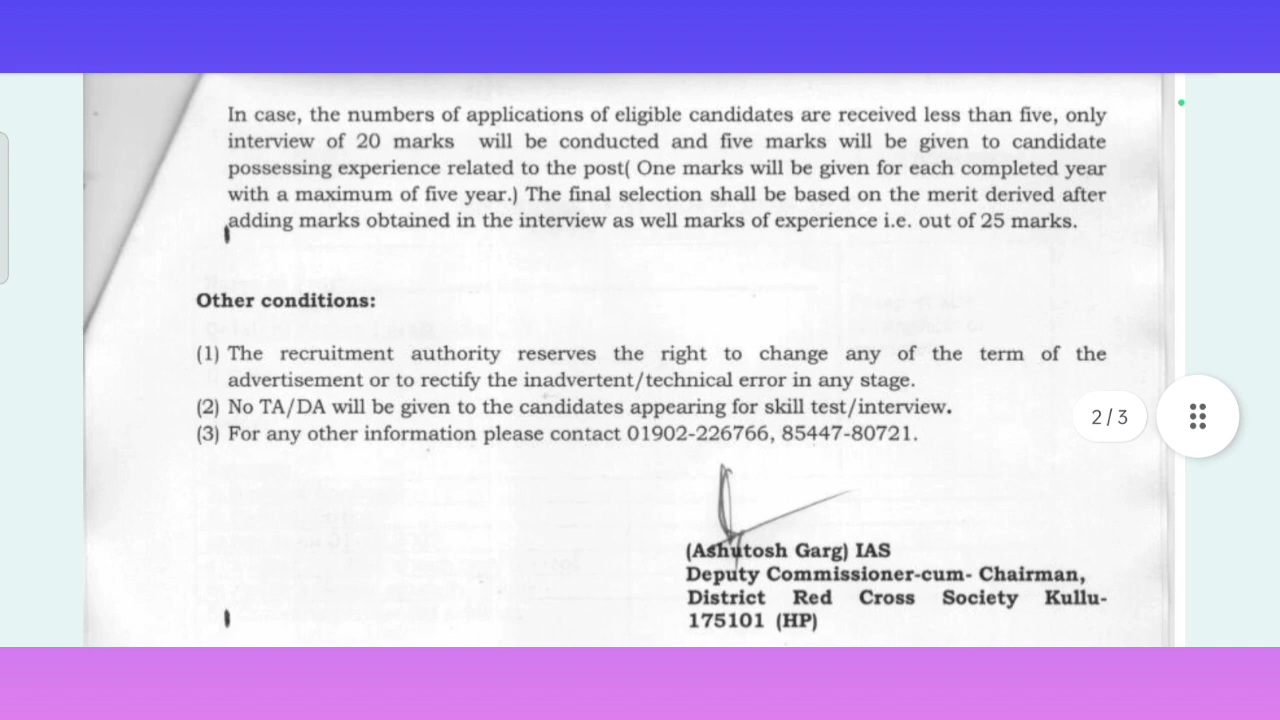 In case, the numbers of applications of eligible candidates are received less than five, only
interview of 20 marks will be conducted and five marks will be given to candidate
possessing experience related to the post( One marks will be given for each completed year
with a maximum of five year.) The final selection shall be based on the merit derived after
adding marks obtained in the interview as well marks of experience i.e. out of 25 marks.
Other conditions:
(1) The recruitment authority reserves the right to change any of the term of the
advertisement or to rectify the inadvertent/technical error in any stage.
(2) No TA/DA will be given to the candidates appearing for skill test/interview.
(3) For any other information please contact 01902-226766, 85447-80721.
2/3
(Ashutosh Garg) IAS
Deputy Commissioner-cum- Chairman,
District Red Cross Society Kullu-
175101 (HP)